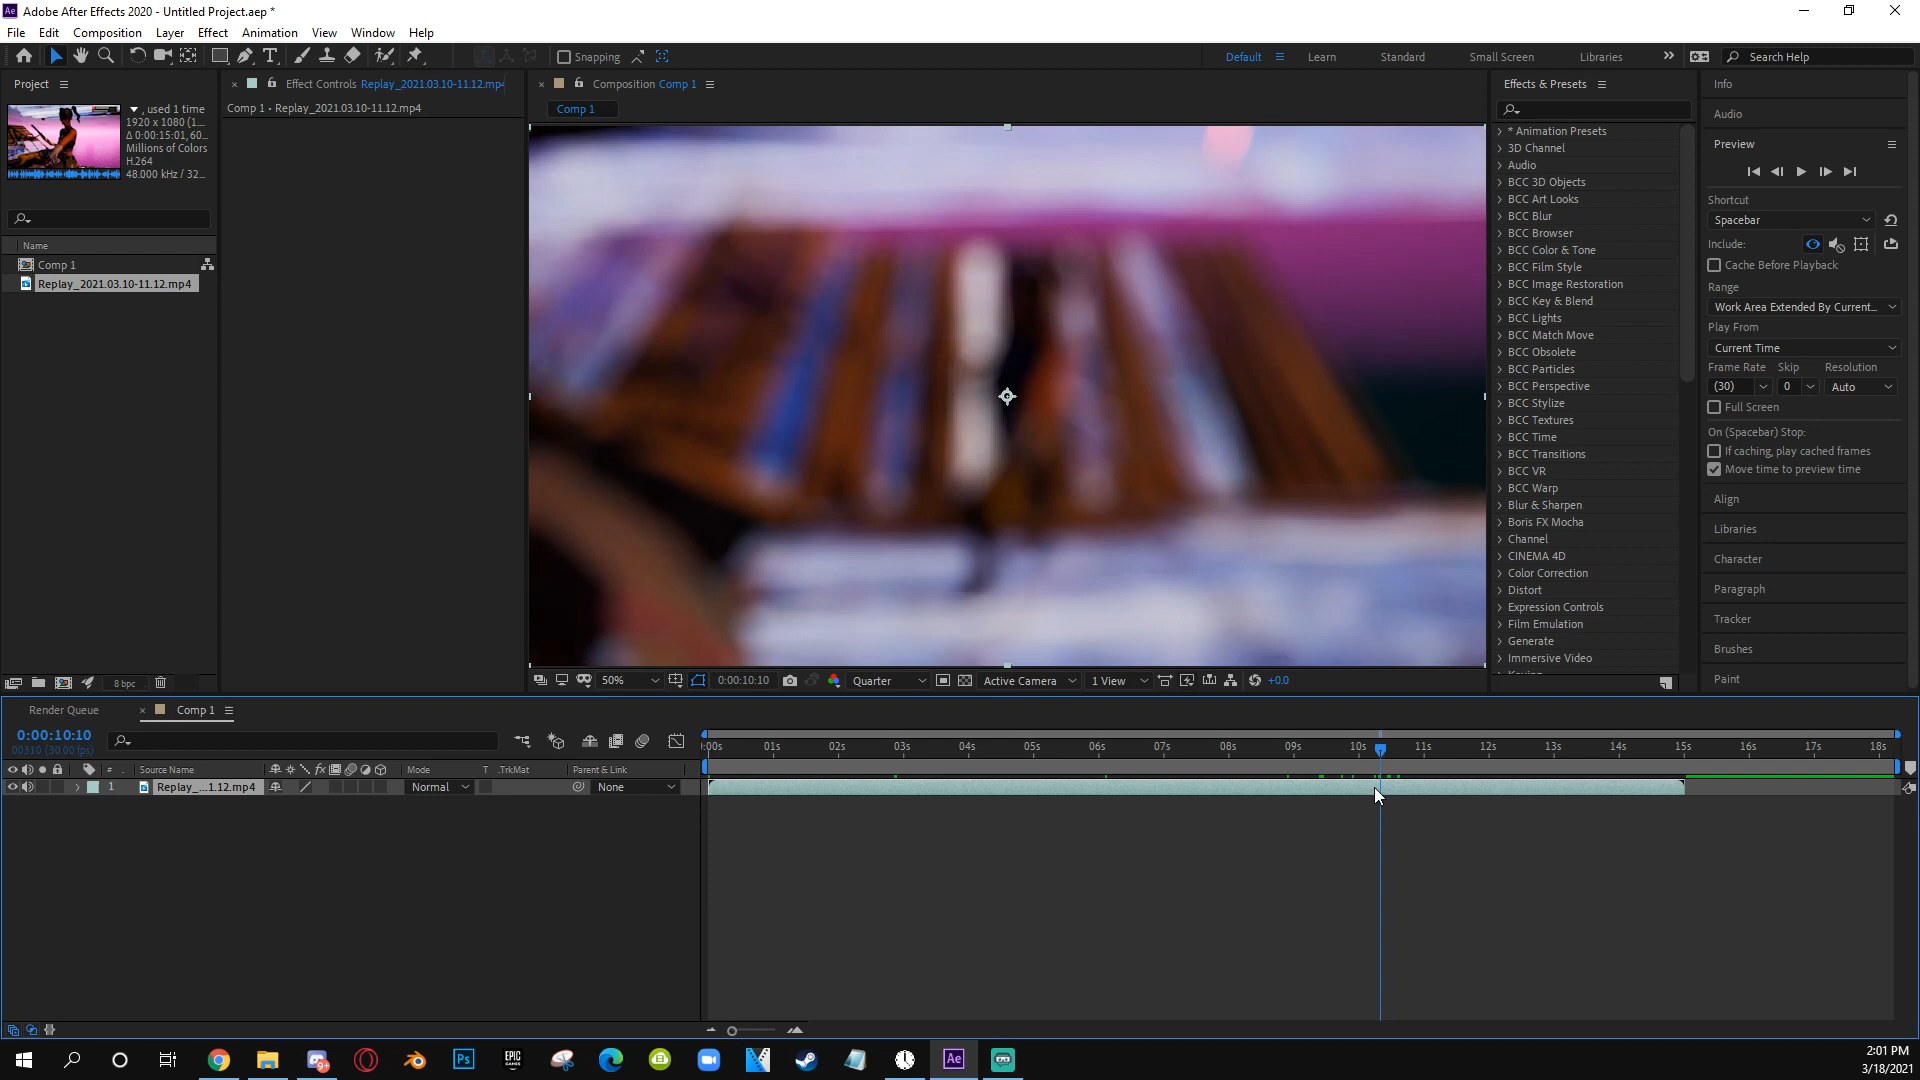 Ae Adobe After Effects 2020 - Untitled Project.aep *
File Edit Composition Layer Effect Animation View Window Help
Snapping Default Learn Standard Small Screen Libraries Search Help
Project
, used 1 time
1920 x 1080 (1...
Δ 0:00:15:01, 60...
Millions of Colors
H.264
48.000 kHz / 32...
Name
Comp 1
Replay_2021.03.10-11.12.mp4
8 bpc
Effect Controls Replay_2021.03.10-11.12.mp4
Comp 1 • Replay_2021.03.10-11.12.mp4
Composition Comp 1
Comp 1
50% 0:00:10:10 Quarter Active Camera 1 View +0.0
Effects & Presets
* Animation Presets
3D Channel
Audio
BCC 3D Objects
BCC Art Looks
BCC Blur
BCC Browser
BCC Color & Tone
BCC Film Style
BCC Image Restoration
BCC Key & Blend
BCC Lights
BCC Match Move
BCC Obsolete
BCC Particles
BCC Perspective
BCC Stylize
BCC Textures
BCC Time
BCC Transitions
BCC VR
BCC Warp
Blur & Sharpen
Boris FX Mocha
Channel
CINEMA 4D
Color Correction
Distort
Expression Controls
Film Emulation
Generate
Immersive Video
Info
Audio
Preview
Shortcut
Spacebar
Include:
Cache Before Playback
Range
Work Area Extended By Current...
Play From
Current Time
Frame Rate Skip Resolution
(30) 0 Auto
Full Screen
On (Spacebar) Stop:
If caching, play cached frames
Move time to preview time
Align
Libraries
Character
Paragraph
Tracker
Brushes
Paint
Render Queue Comp 1
0:00:10:10
00310 (30.00 fps)
:00s 01s 02s 03s 04s 05s 06s 07s 08s 09s 10s 11s 12s 13s 14s 15s 16s 17s 18s
# Source Name fx Mode T .TrkMat Parent & Link
1 Replay_...1.12.mp4 Normal None
Ps EPIC GAMES 9+ Ae
2:01 PM
3/18/2021